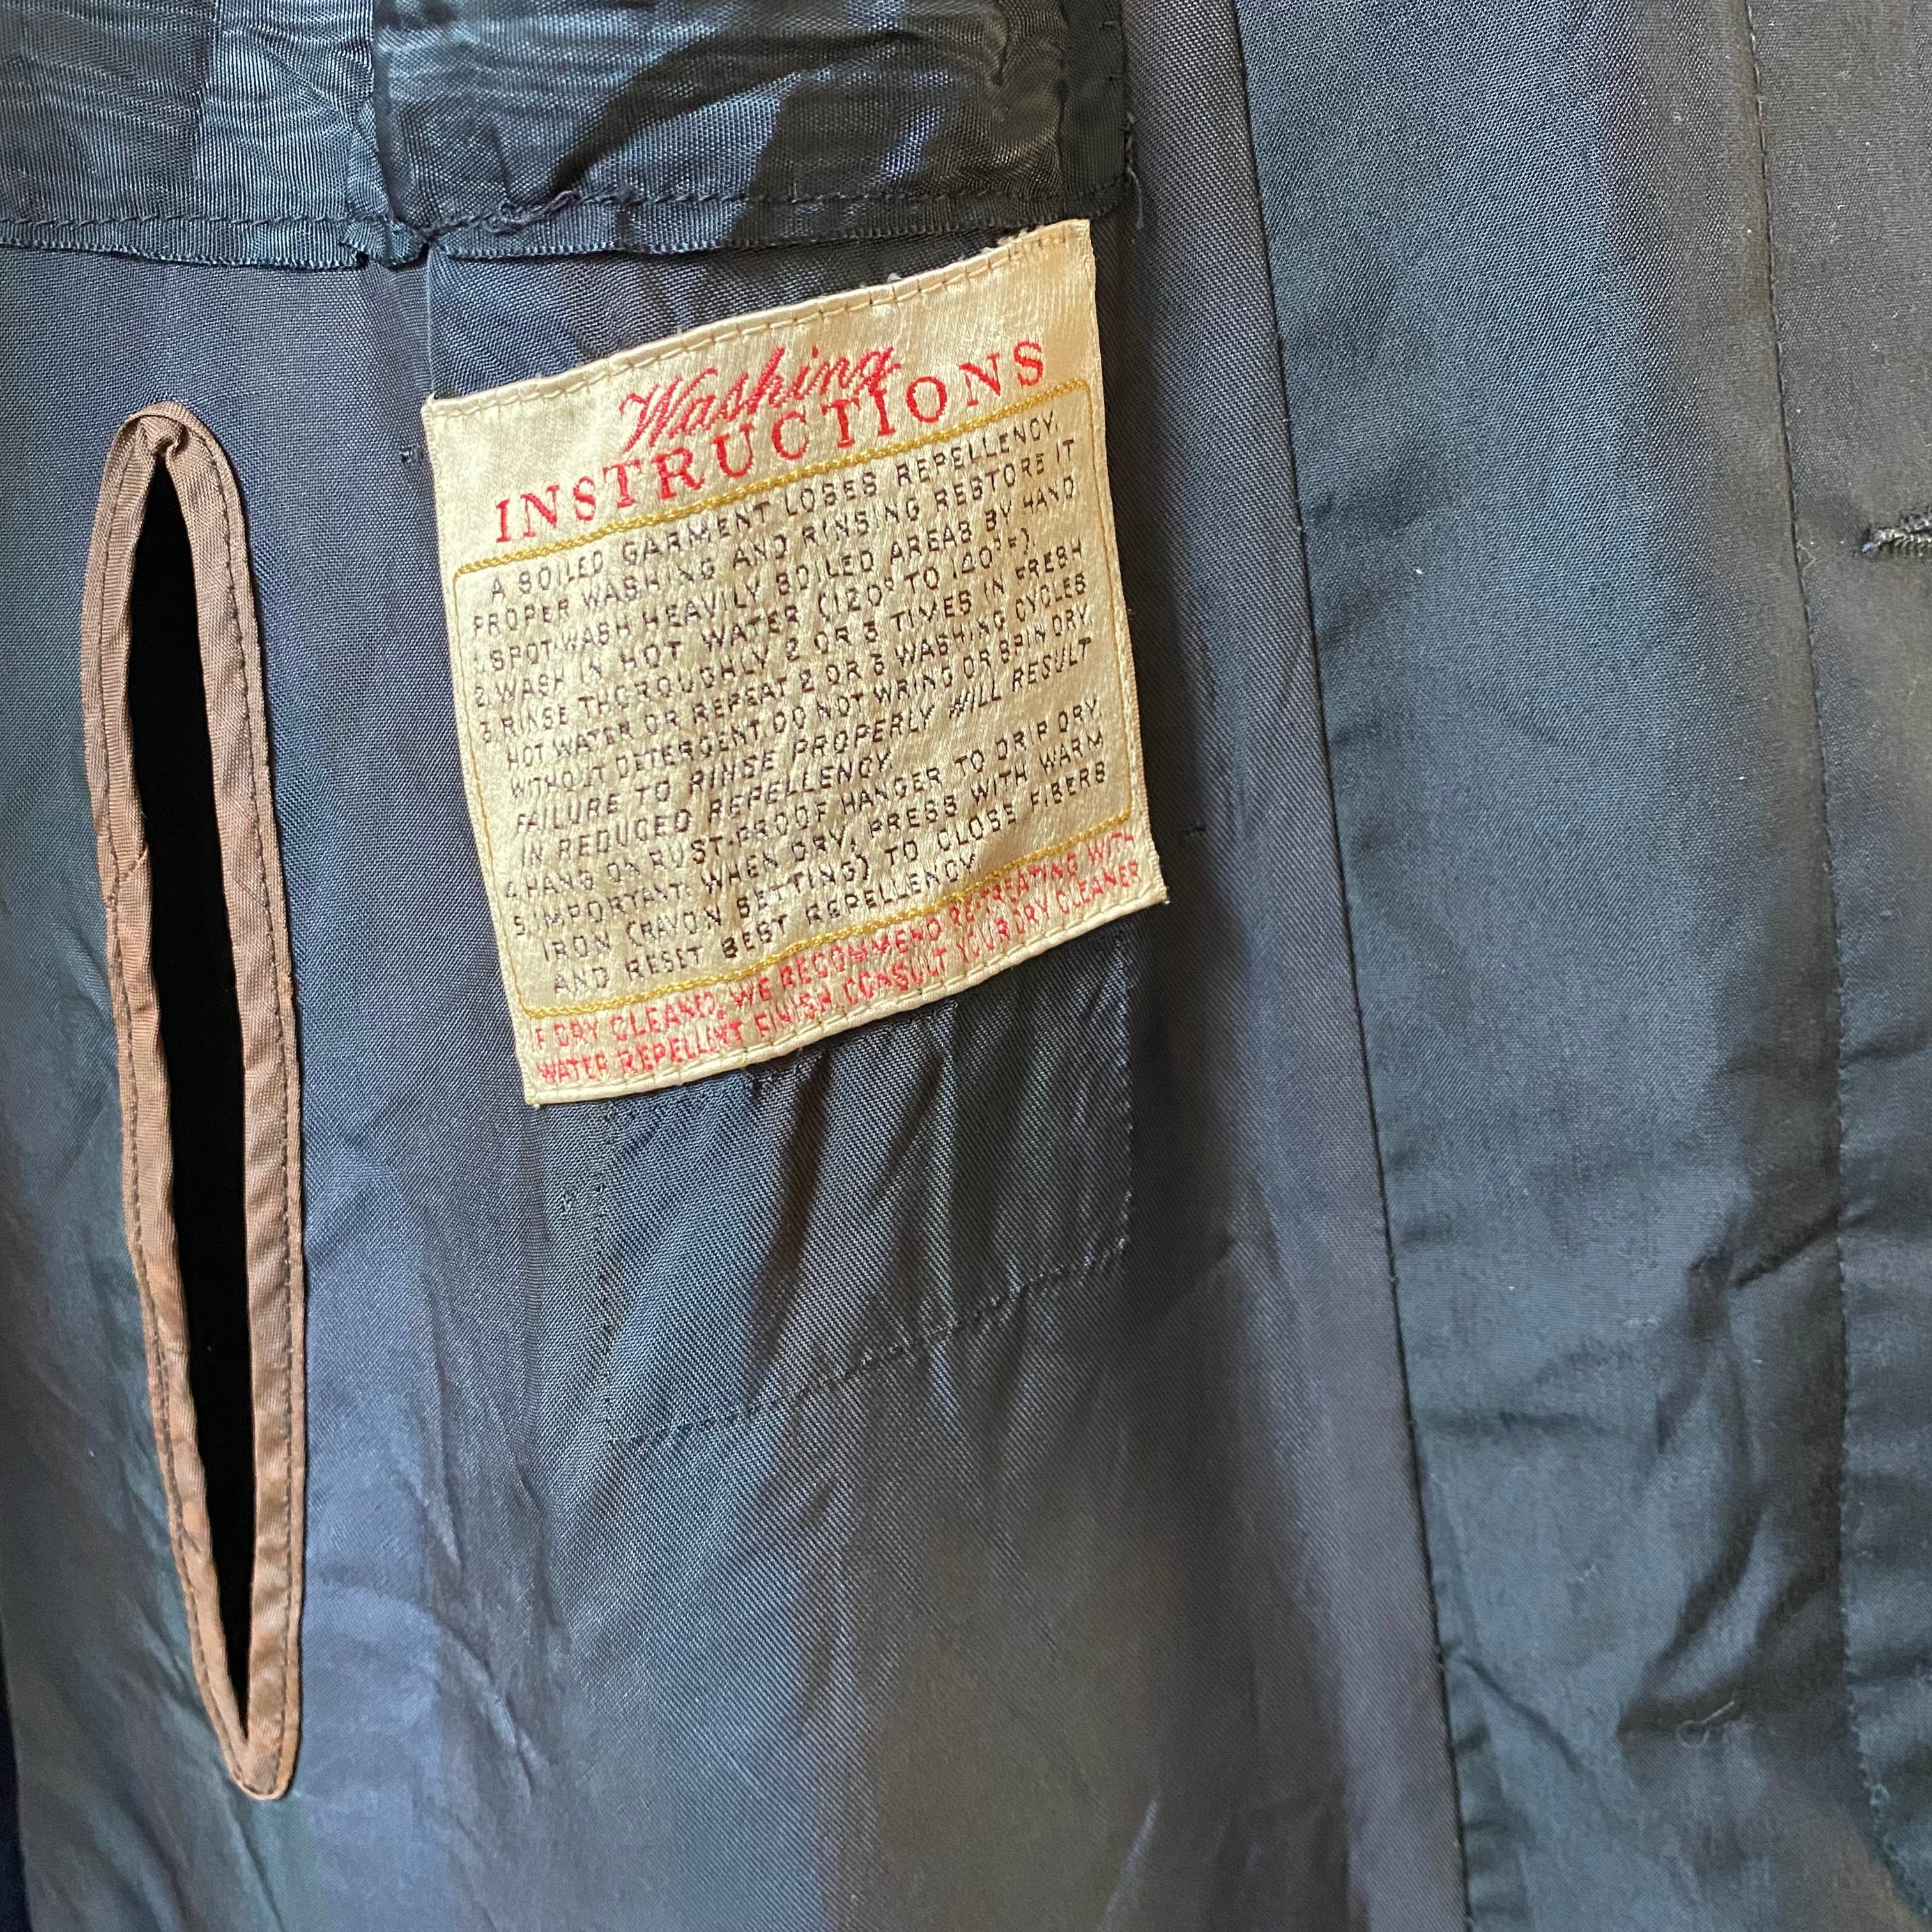 Washing
INSTRUCTIONS
A SOILED GARMENT LOSES REPELLENCY.
PROPER WASHING AND RINSING RESTORE IT
1. SPOT-WASH HEAVILY SOILED AREAS BY HAND.
2. WASH IN HOT WATER (120° TO 140°F).
3. RINSE THOROUGHLY 2 OR 3 TIMES IN FRESH
HOT WATER OR REPEAT 2 OR 3 WASHING CYCLES
WITHOUT DETERGENT. DO NOT WRING OR SPIN DRY.
FAILURE TO RINSE PROPERLY WILL RESULT
IN REDUCED REPELLENCY.
4. HANG ON RUST-PROOF HANGER TO DRIP DRY.
5. IMPORTANT: WHEN DRY, PRESS WITH WARM
IRON (RAYON SETTING) TO CLOSE FIBERS
AND RESET BEST REPELLENCY.
IF DRY CLEANED, WE RECOMMEND RETREATING WITH
WATER REPELLENT FINISH. CONSULT YOUR DRY CLEANER